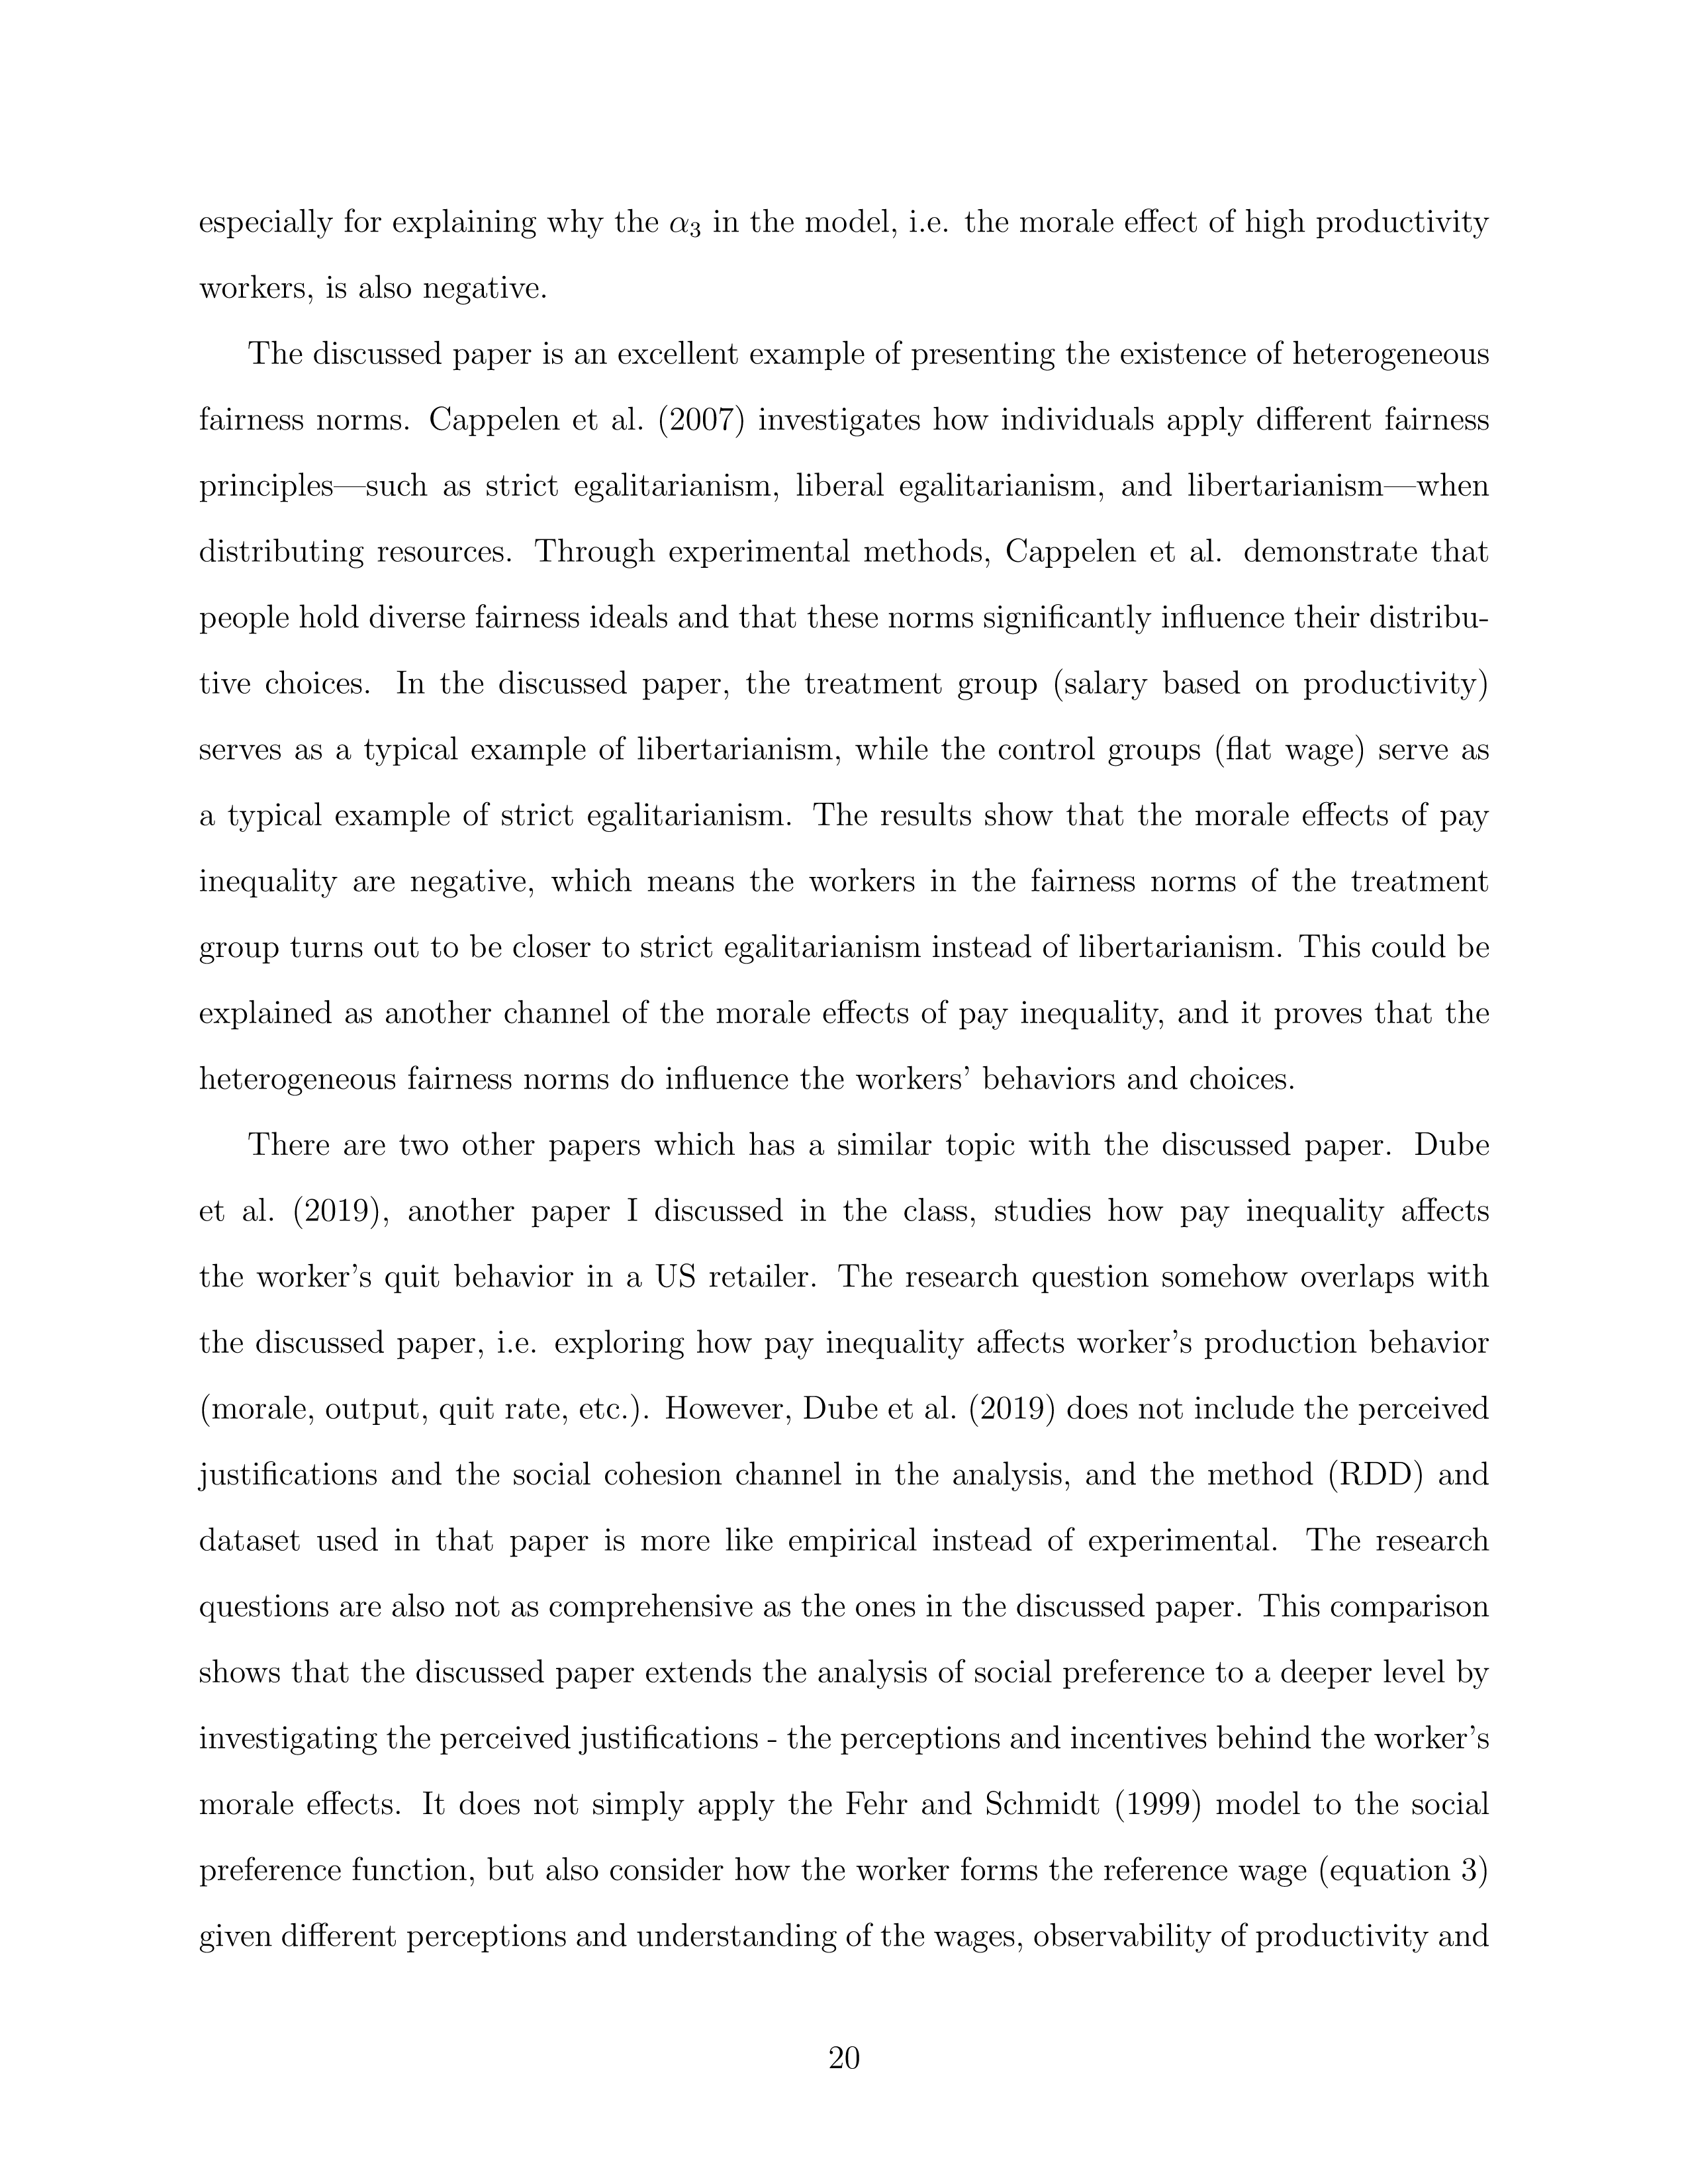 especially for explaining why the α₃ in the model, i.e. the morale effect of high productivity
workers, is also negative.
The discussed paper is an excellent example of presenting the existence of heterogeneous
fairness norms. Cappelen et al. (2007) investigates how individuals apply different fairness
principles—such as strict egalitarianism, liberal egalitarianism, and libertarianism—when
distributing resources. Through experimental methods, Cappelen et al. demonstrate that
people hold diverse fairness ideals and that these norms significantly influence their distribu-
tive choices. In the discussed paper, the treatment group (salary based on productivity)
serves as a typical example of libertarianism, while the control groups (flat wage) serve as
a typical example of strict egalitarianism. The results show that the morale effects of pay
inequality are negative, which means the workers in the fairness norms of the treatment
group turns out to be closer to strict egalitarianism instead of libertarianism. This could be
explained as another channel of the morale effects of pay inequality, and it proves that the
heterogeneous fairness norms do influence the workers’ behaviors and choices.
There are two other papers which has a similar topic with the discussed paper. Dube
et al. (2019), another paper I discussed in the class, studies how pay inequality affects
the worker’s quit behavior in a US retailer. The research question somehow overlaps with
the discussed paper, i.e. exploring how pay inequality affects worker’s production behavior
(morale, output, quit rate, etc.). However, Dube et al. (2019) does not include the perceived
justifications and the social cohesion channel in the analysis, and the method (RDD) and
dataset used in that paper is more like empirical instead of experimental. The research
questions are also not as comprehensive as the ones in the discussed paper. This comparison
shows that the discussed paper extends the analysis of social preference to a deeper level by
investigating the perceived justifications - the perceptions and incentives behind the worker’s
morale effects. It does not simply apply the Fehr and Schmidt (1999) model to the social
preference function, but also consider how the worker forms the reference wage (equation 3)
given different perceptions and understanding of the wages, observability of productivity and
20